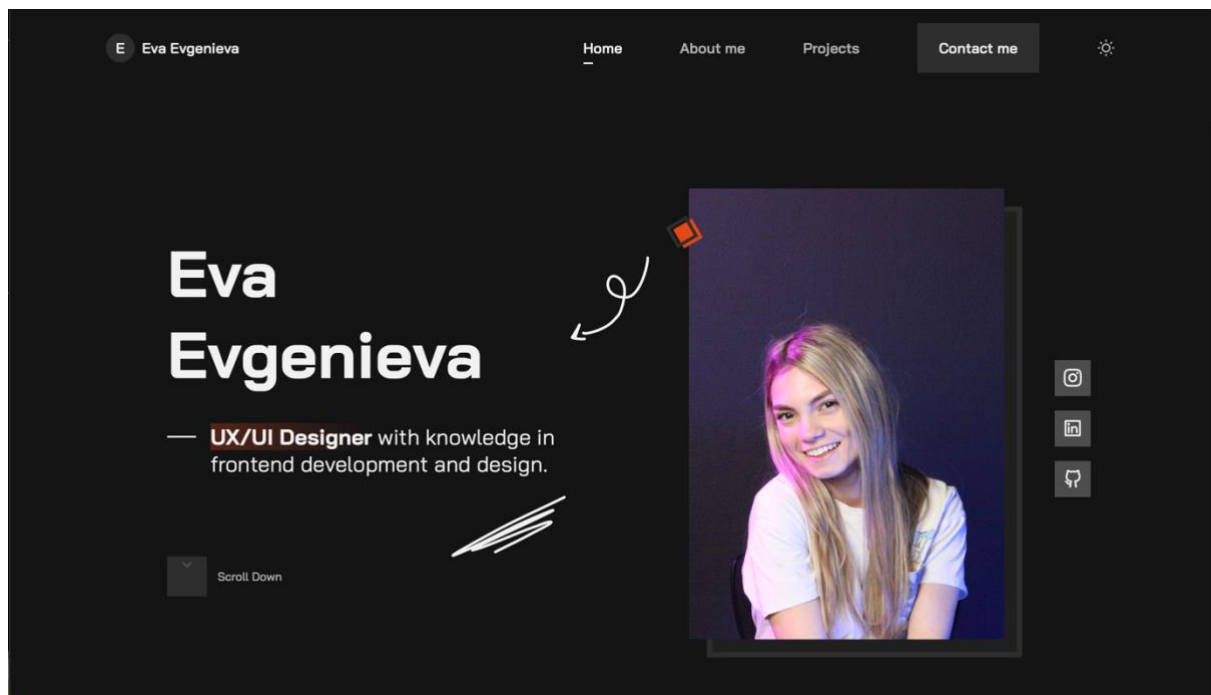 E Eva Evgenieva
Home About me Projects Contact me
Eva
Evgenieva
UX/UI Designer with knowledge in
frontend development and design.
Scroll Down
in